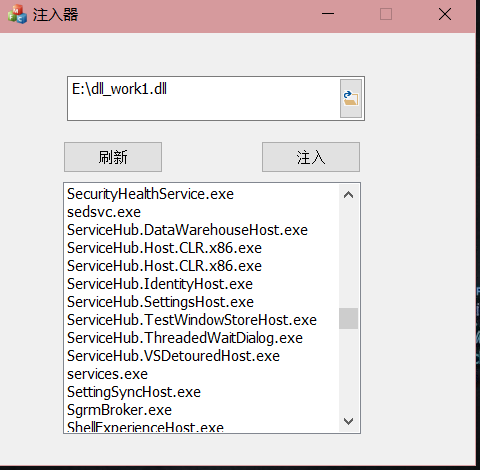 注入器
E:\dll_work1.dll
刷新
注入
SecurityHealthService.exe
sedsvc.exe
ServiceHub.DataWarehouseHost.exe
ServiceHub.Host.CLR.x86.exe
ServiceHub.Host.CLR.x86.exe
ServiceHub.IdentityHost.exe
ServiceHub.SettingsHost.exe
ServiceHub.TestWindowStoreHost.exe
ServiceHub.ThreadedWaitDialog.exe
ServiceHub.VSDetouredHost.exe
services.exe
SettingSyncHost.exe
SgrmBroker.exe
ShellExperienceHost.exe